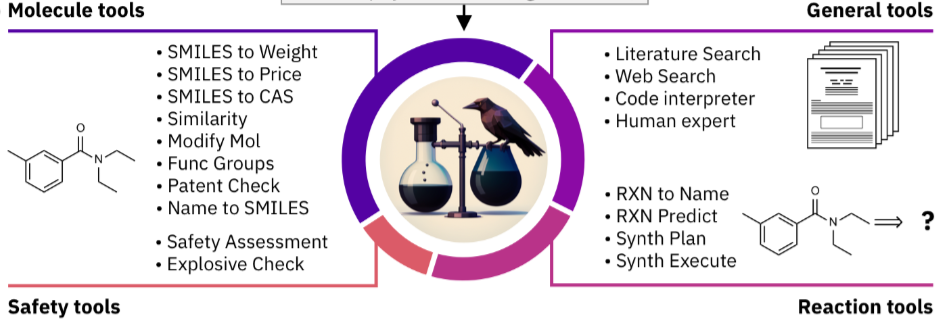 Molecule tools
General tools
• SMILES to Weight
• SMILES to Price
• SMILES to CAS
• Similarity
• Modify Mol
• Func Groups
• Patent Check
• Name to SMILES
• Safety Assessment
• Explosive Check
• Literature Search
• Web Search
• Code interpreter
• Human expert
• RXN to Name
• RXN Predict
• Synth Plan
• Synth Execute
O
N
O
N
?
Safety tools
Reaction tools